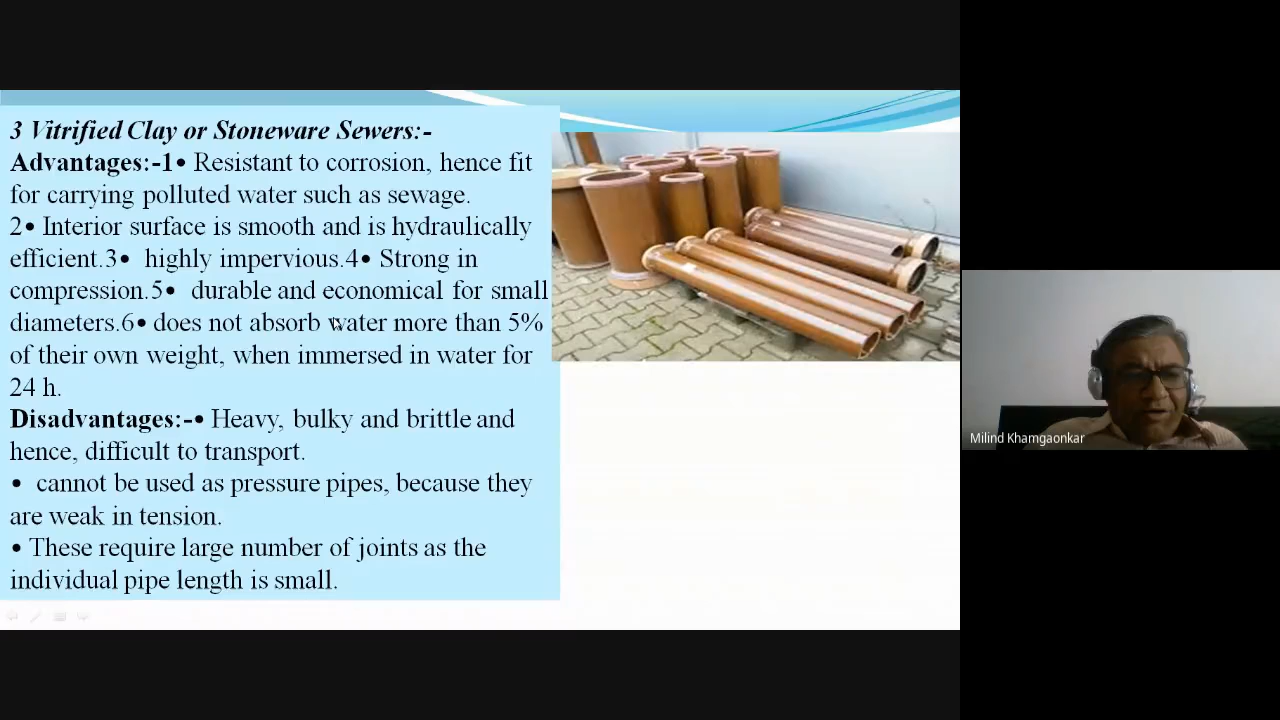 3 Vitrified Clay or Stoneware Sewers:-
Advantages:-1• Resistant to corrosion, hence fit
for carrying polluted water such as sewage.
2• Interior surface is smooth and is hydraulically
efficient.3•  highly impervious.4• Strong in
compression.5•  durable and economical for small
diameters.6• does not absorb water more than 5%
of their own weight, when immersed in water for
24 h.
Disadvantages:-• Heavy, bulky and brittle and
hence, difficult to transport.
•  cannot be used as pressure pipes, because they
are weak in tension.
• These require large number of joints as the
individual pipe length is small.
Milind Khamgaonkar